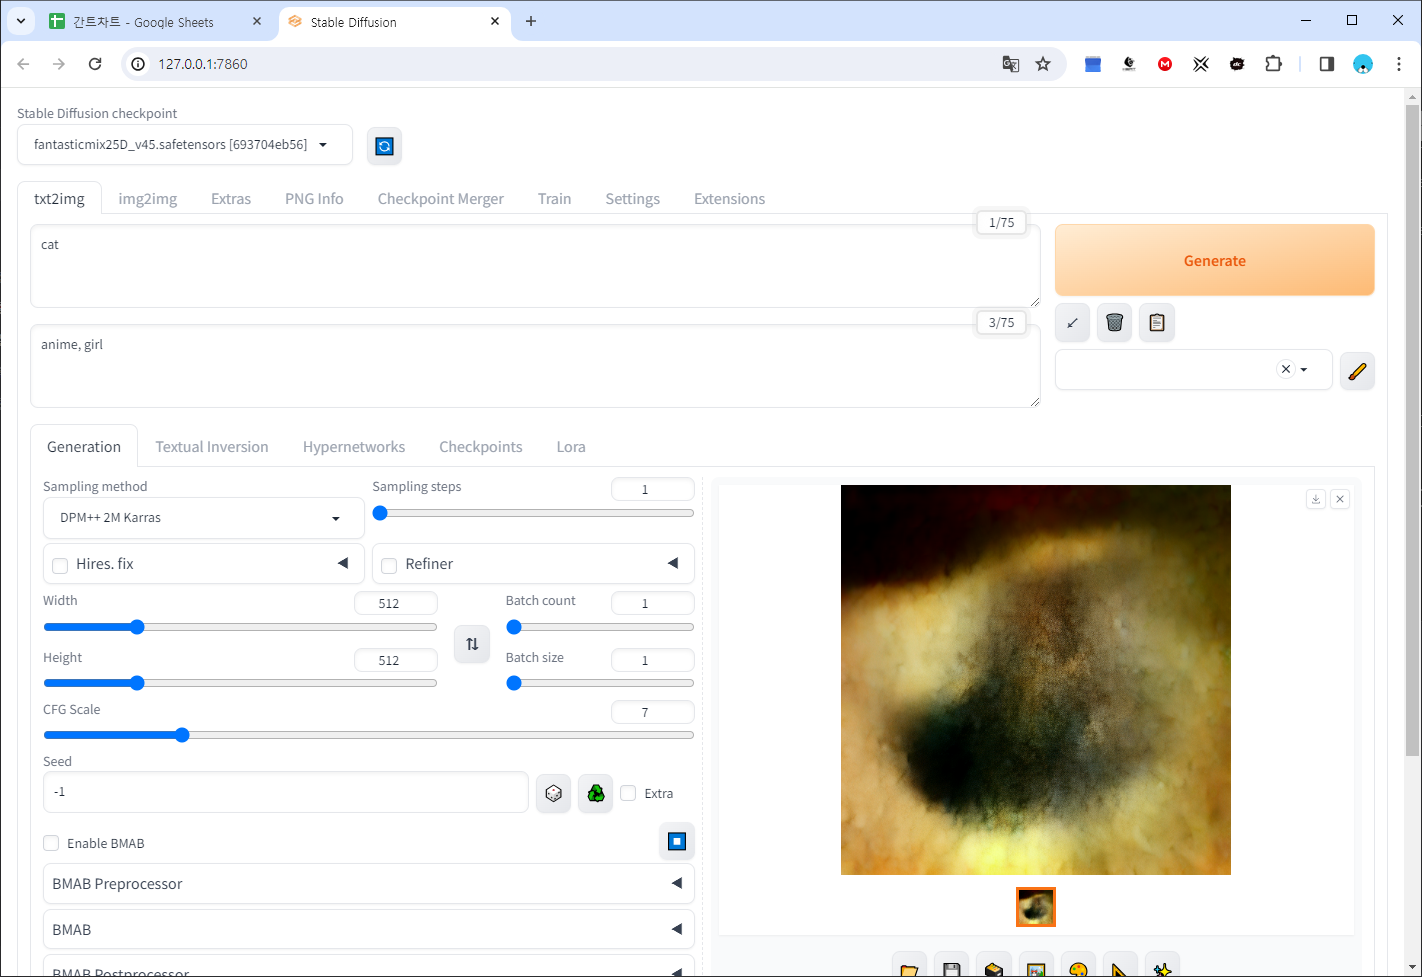 간트차트 - Google Sheets
Stable Diffusion
127.0.0.1:7860
Stable Diffusion checkpoint
fantasticmix25D_v45.safetensors [693704eb56]
txt2img
img2img
Extras
PNG Info
Checkpoint Merger
Train
Settings
Extensions
1/75
cat
Generate
3/75
anime, girl
Generation
Textual Inversion
Hypernetworks
Checkpoints
Lora
Sampling method
Sampling steps
1
DPM++ 2M Karras
Hires. fix
Refiner
Width
512
Batch count
1
Height
512
Batch size
1
CFG Scale
7
Seed
-1
Extra
Enable BMAB
BMAB Preprocessor
BMAB
BMAB Postprocessor